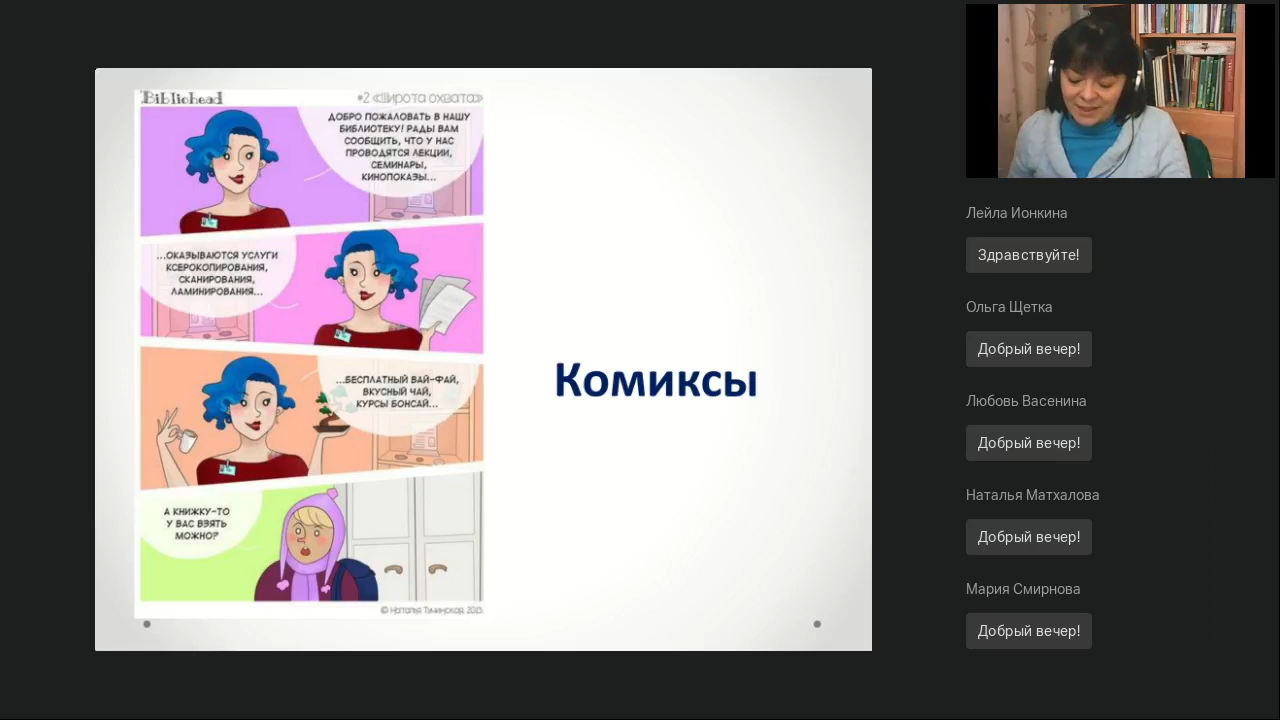 Bibliohead
#2 «Широта охвата»
ДОБРО ПОЖАЛОВАТЬ В НАШУ
БИБЛИОТЕКУ! РАДЫ ВАМ
СООБЩИТЬ, ЧТО У НАС
ПРОВОДЯТСЯ ЛЕКЦИИ,
СЕМИНАРЫ,
КИНОПОКАЗЫ...
...ОКАЗЫВАЮТСЯ УСЛУГИ
КСЕРОКОПИРОВАНИЯ,
СКАНИРОВАНИЯ,
ЛАМИНИРОВАНИЯ...
...БЕСПЛАТНЫЙ ВАЙ-ФАЙ,
ВКУСНЫЙ ЧАЙ,
КУРСЫ БОНСАЙ...
А КНИЖКУ-ТО
У ВАС ВЗЯТЬ
МОЖНО?
© Наталья 2015
Комиксы
Лейла Ионкина
Здравствуйте!
Ольга Щетка
Добрый вечер!
Любовь Васенина
Добрый вечер!
Наталья Матхалова
Добрый вечер!
Мария Смирнова
Добрый вечер!